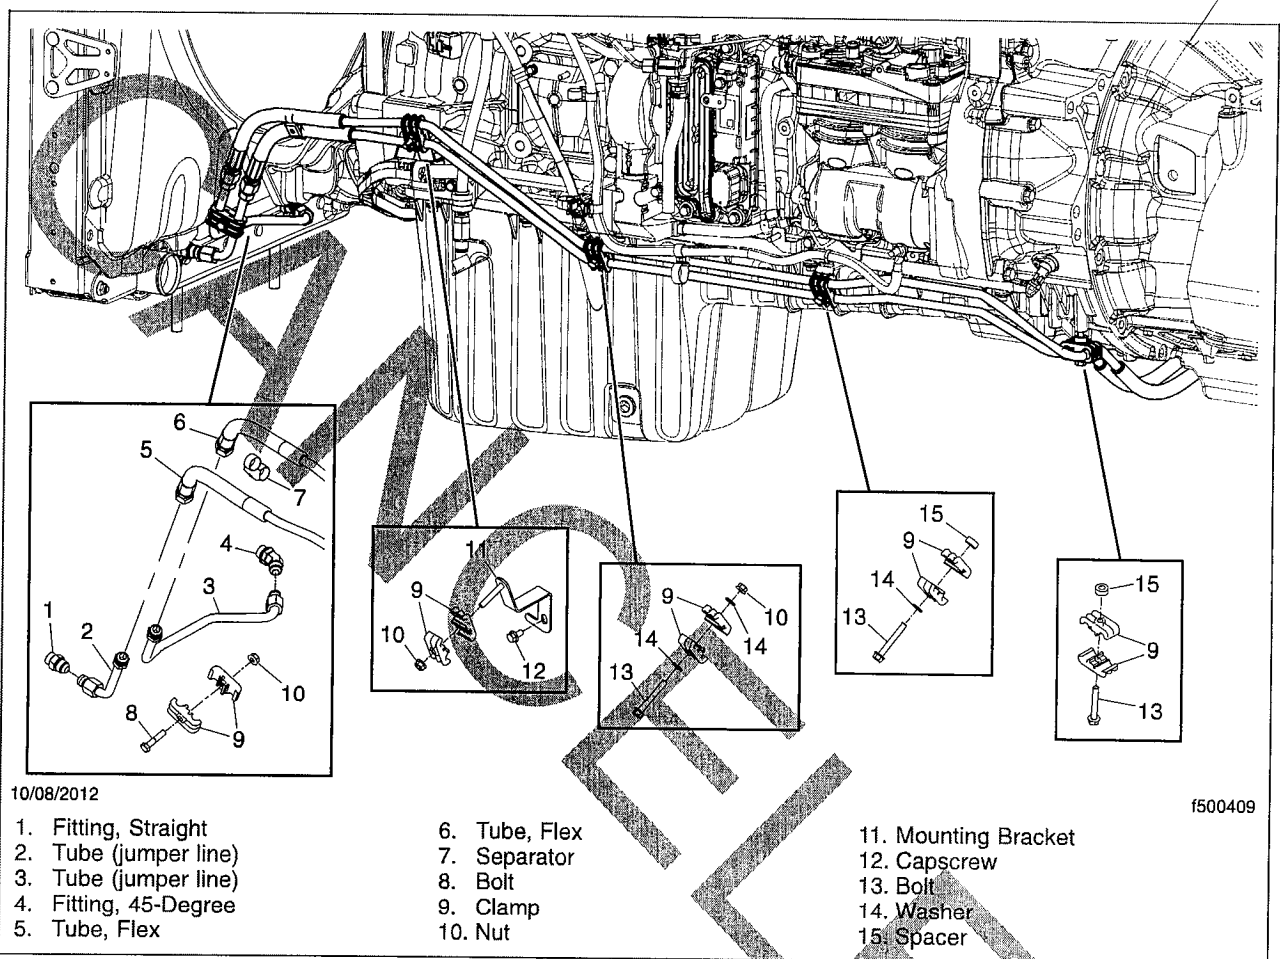 6
5
7
4
3
1
2
10
8
9
11
9
10
12
9
10
14
14
13
15
9
14
13
15
9
13
10/08/2012
f500409
1. Fitting, Straight
2. Tube (jumper line)
3. Tube (jumper line)
4. Fitting, 45-Degree
5. Tube, Flex
6. Tube, Flex
7. Separator
8. Bolt
9. Clamp
10. Nut
11. Mounting Bracket
12. Capscrew
13. Bolt
14. Washer
15. Spacer